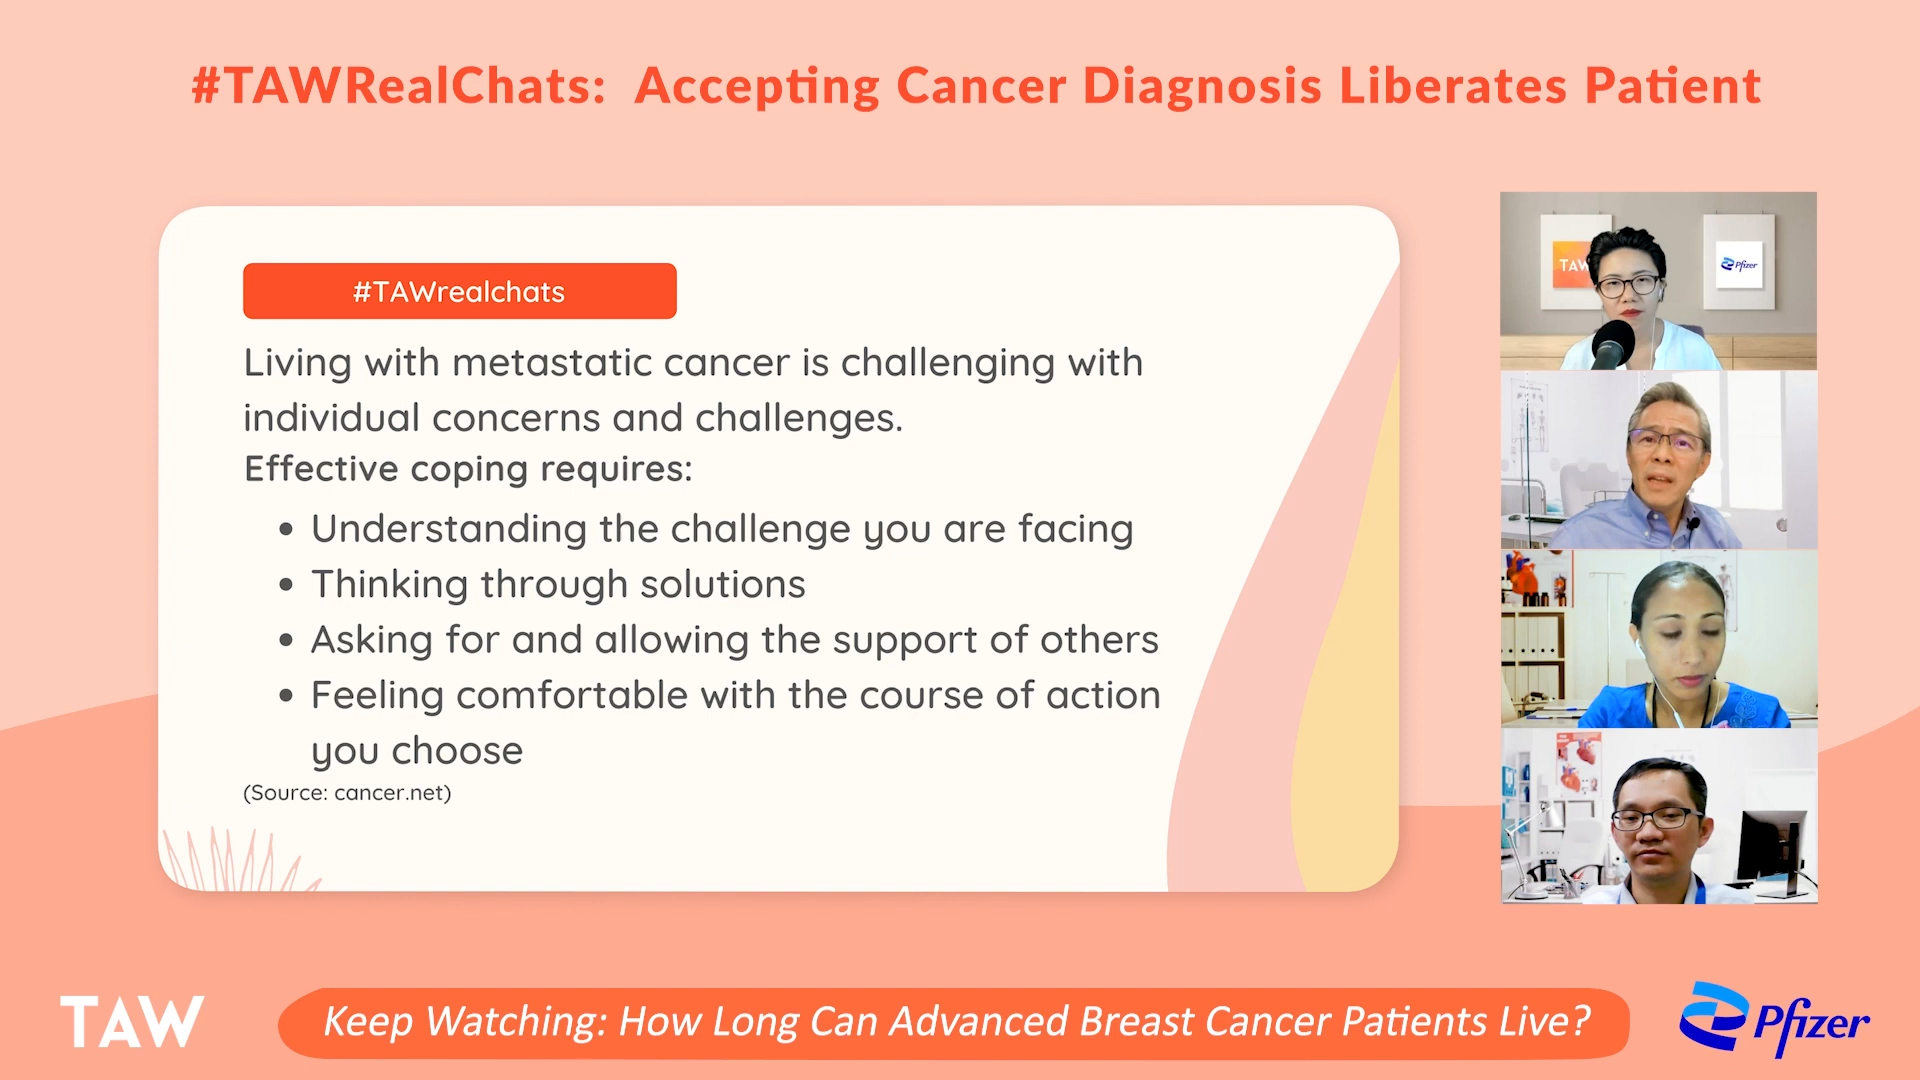 #TAWRealChats: Accepting Cancer Diagnosis Liberates Patient
#TAWrealchats
Living with metastatic cancer is challenging with
individual concerns and challenges.
Effective coping requires:
• Understanding the challenge you are facing
• Thinking through solutions
• Asking for and allowing the support of others
• Feeling comfortable with the course of action
you choose
(Source: cancer.net)
TAW
Pfizer
TAW
Keep Watching: How Long Can Advanced Breast Cancer Patients Live?
Pfizer